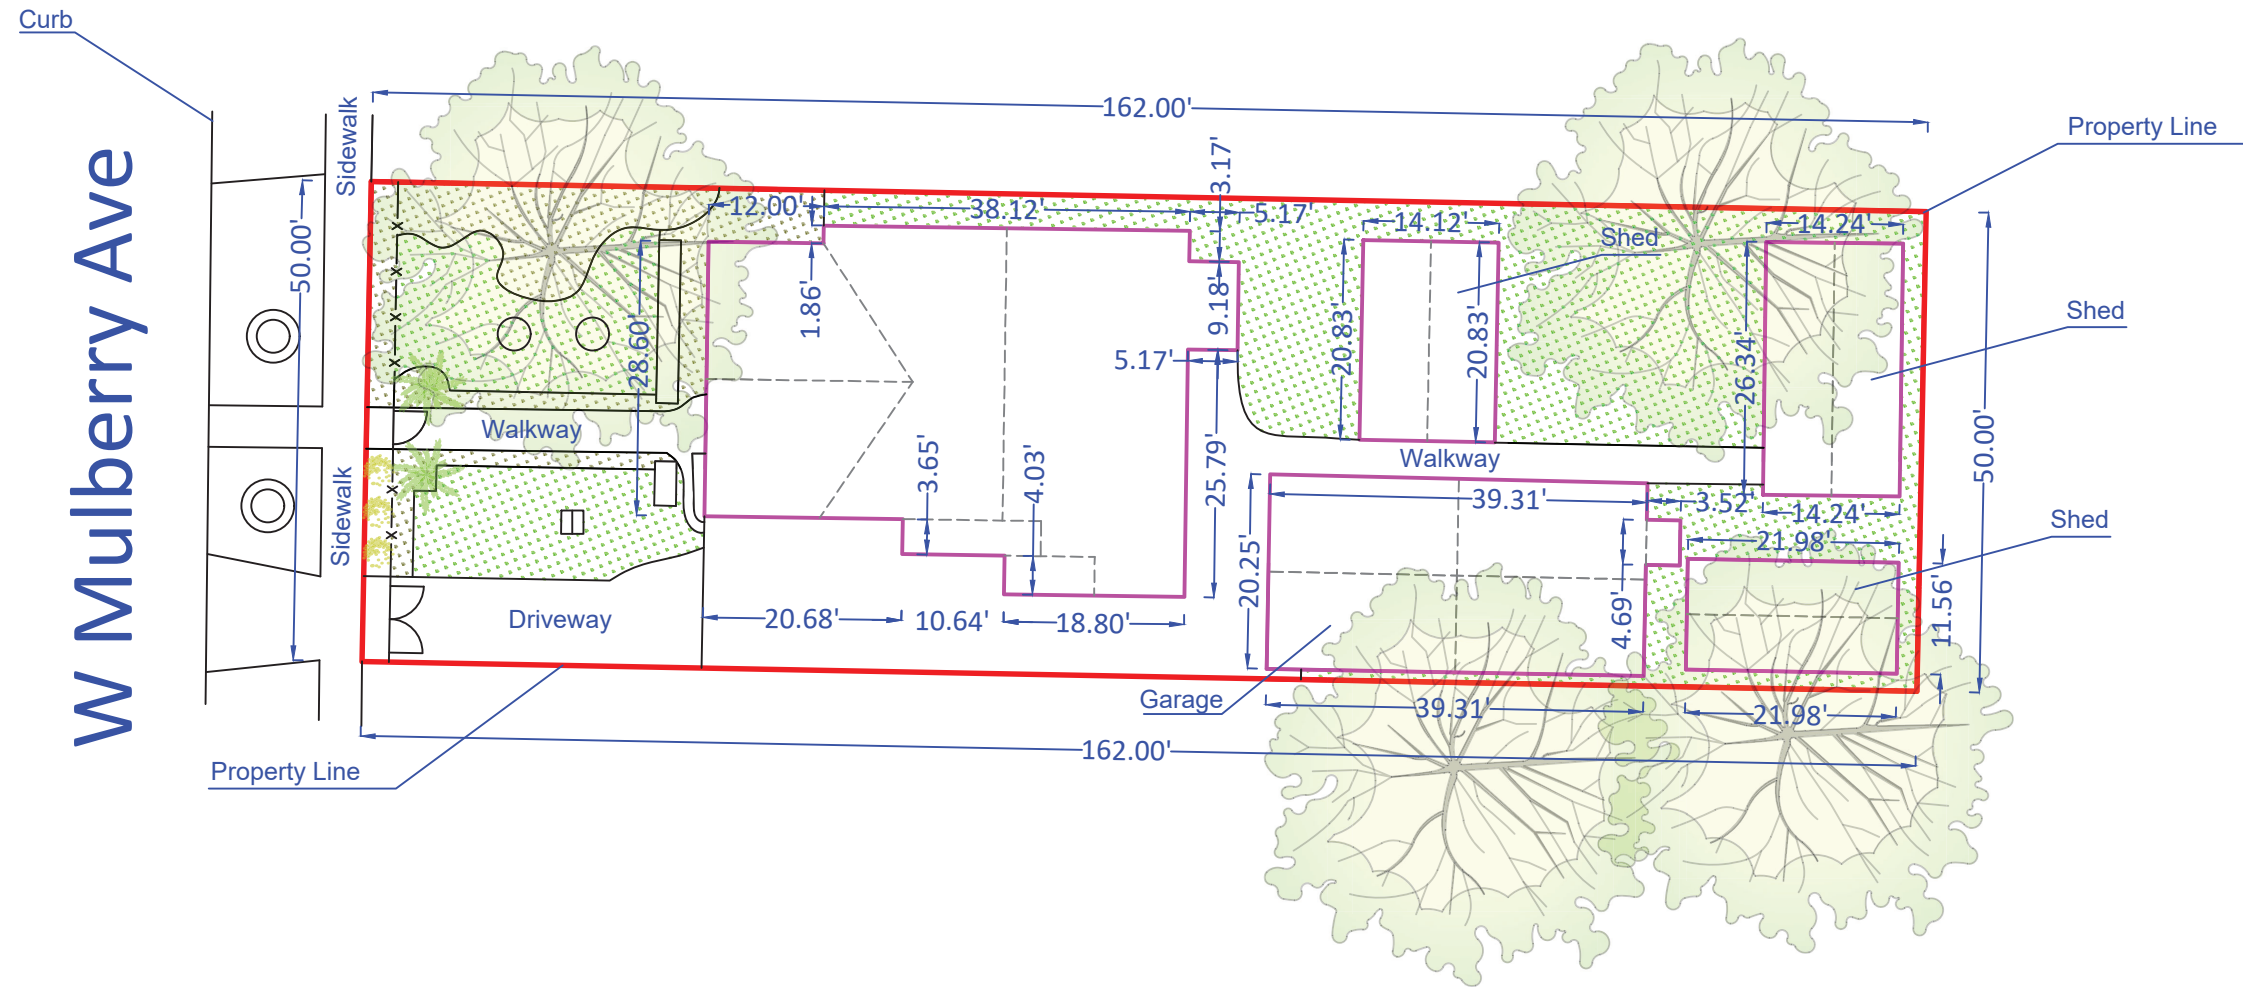 Curb
Sidewalk
162.00'
Property Line
W Mulberry Ave
50.00'
12.00'
38.12'
3.17'
5.17'
14.12'
Shed
14.24'
1.86'
28.60'
9.18'
5.17'
20.83'
20.83'
26.34'
Shed
Walkway
3.65'
4.03'
25.79'
Walkway
50.00'
Sidewalk
39.31'
3.52'
14.24'
Shed
21.98'
20.25'
4.69'
11.56'
Driveway
20.68'
10.64'
18.80'
Garage
39.31'
21.98'
162.00'
Property Line